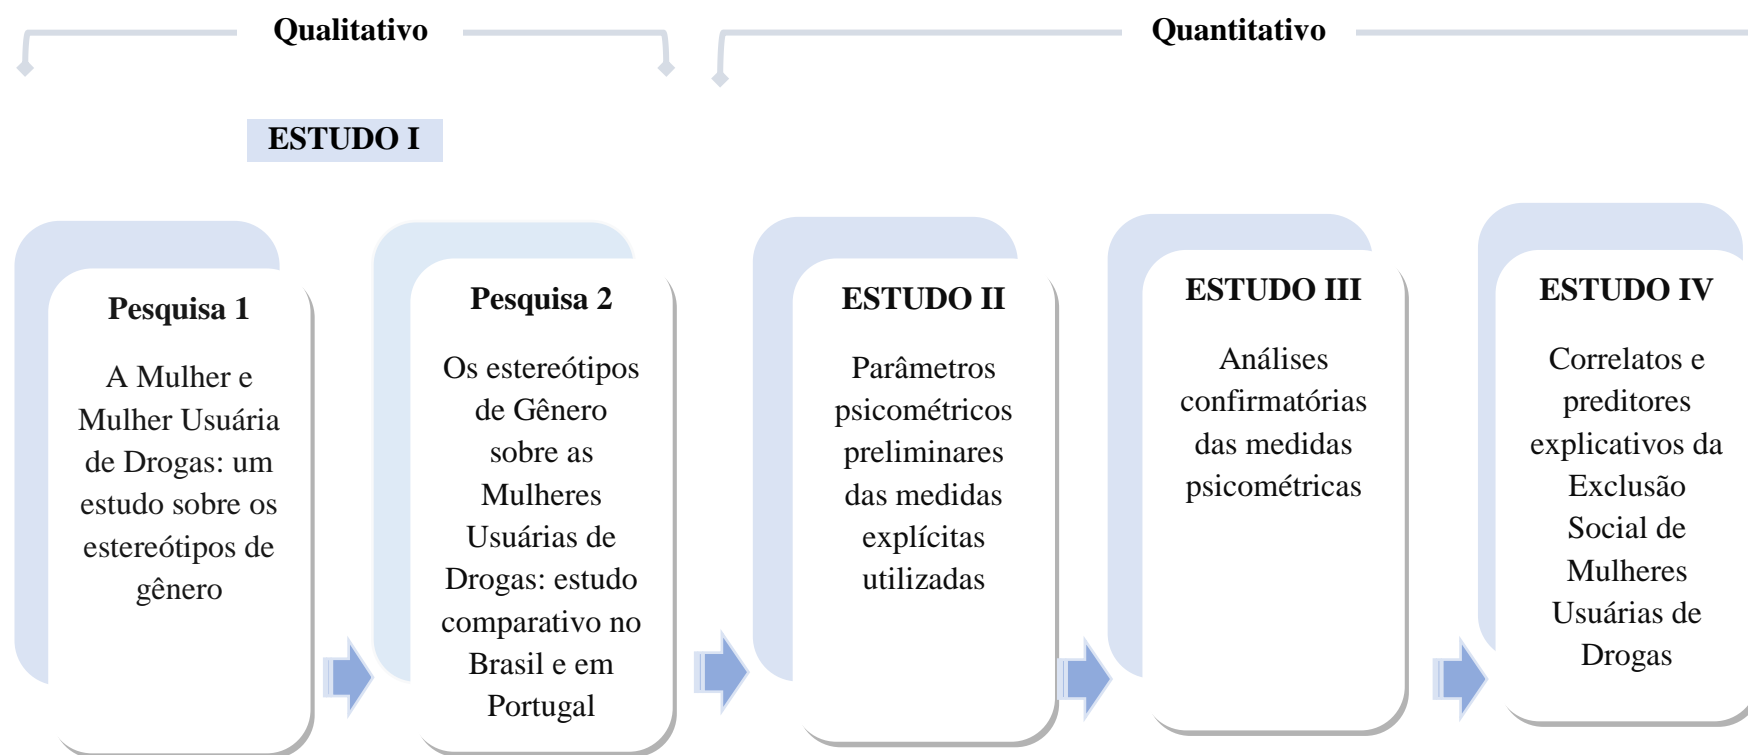 Qualitativo
Quantitativo
ESTUDO I
Pesquisa 1
A Mulher e
Mulher Usuária
de Drogas: um
estudo sobre os
estereótipos de
gênero
Pesquisa 2
Os estereótipos
de Gênero
sobre as
Mulheres
Usuárias de
Drogas: estudo
comparativo no
Brasil e em
Portugal
ESTUDO II
Parâmetros
psicométricos
preliminares
das medidas
explícitas
utilizadas
ESTUDO III
Análises
confirmatórias
das medidas
psicométricas
ESTUDO IV
Correlatos e
preditores
explicativos da
Exclusão
Social de
Mulheres
Usuárias de
Drogas